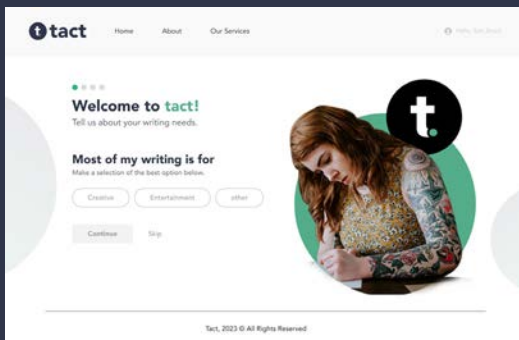 tact
Home About Our Services
Welcome to tact!
Tell us about your writing needs.
Most of my writing is for
Make a selection of the best option below.
Creative Entertainment other
Continue Skip
t.
Tact, 2023 © All Rights Reserved